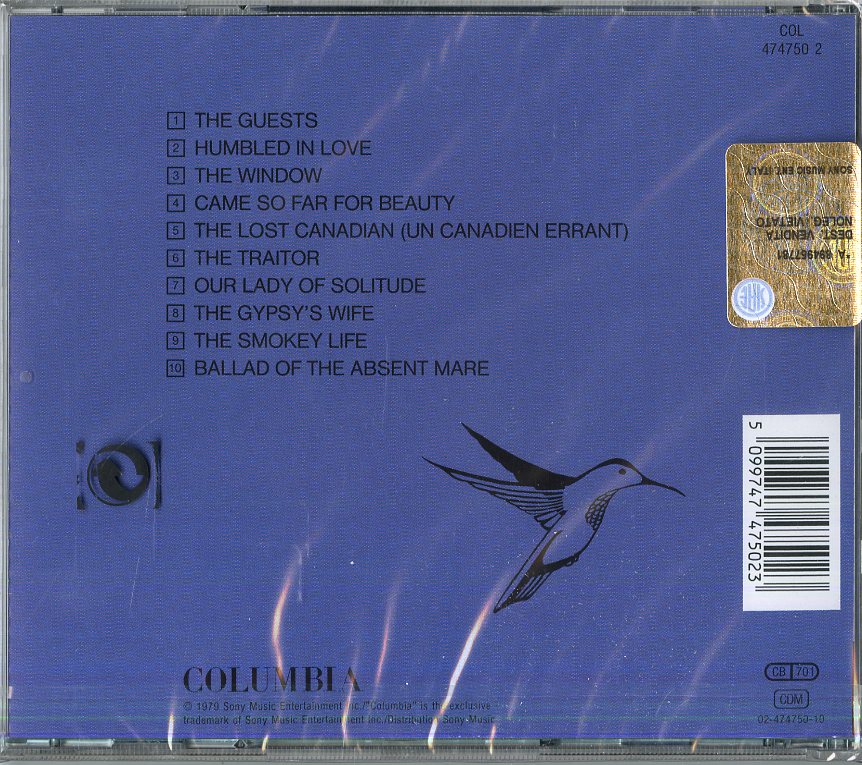 COL
474750 2
1 THE GUESTS
2 HUMBLED IN LOVE
3 THE WINDOW
4 CAME SO FAR FOR BEAUTY
5 THE LOST CANADIAN (UN CANADIEN ERRANT)
6 THE TRAITOR
7 OUR LADY OF SOLITUDE
8 THE GYPSY'S WIFE
9 THE SMOKEY LIFE
10 BALLAD OF THE ABSENT MARE
SONY MUSIC ENT. ITALY
NOLEG. VIETATO
DEST. VENDITA
SIAE
5 099747 475023
COLUMBIA
© 1979 Sony Music Entertainment Inc./"Columbia" is the exclusive
trademark of Sony Music Entertainment Inc./Distribution Sony Music
CB 701
CDM
02-474750-10